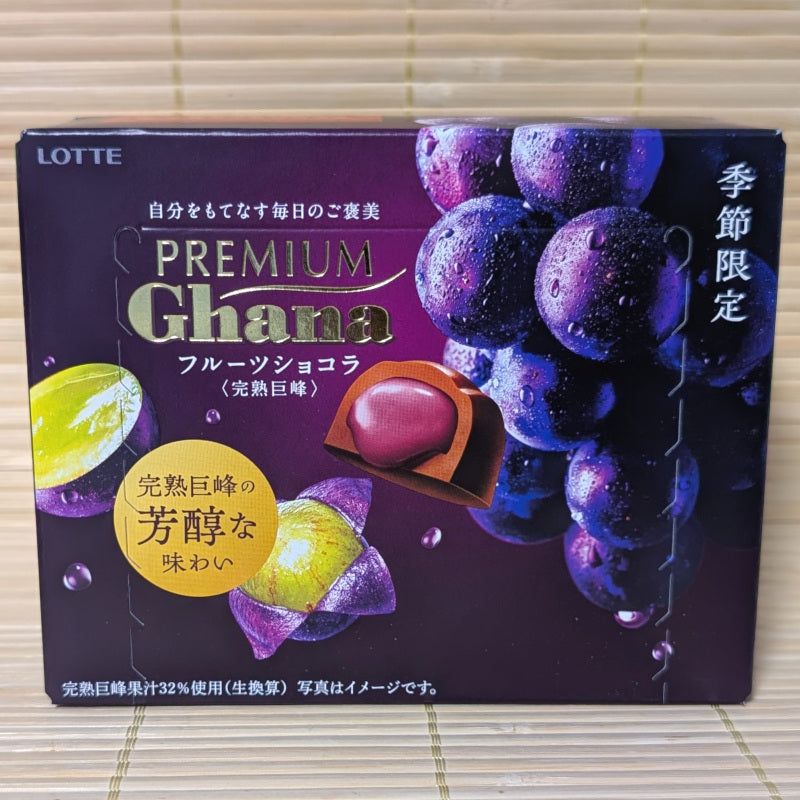 LOTTE
自分をもてなす毎日のご褒美
PREMIUM
Ghana
フルーツショコラ
〈完熟巨峰〉
季節限定
完熟巨峰の
芳醇な
味わい
完熟巨峰果汁32%使用(生換算) 写真はイメージです。